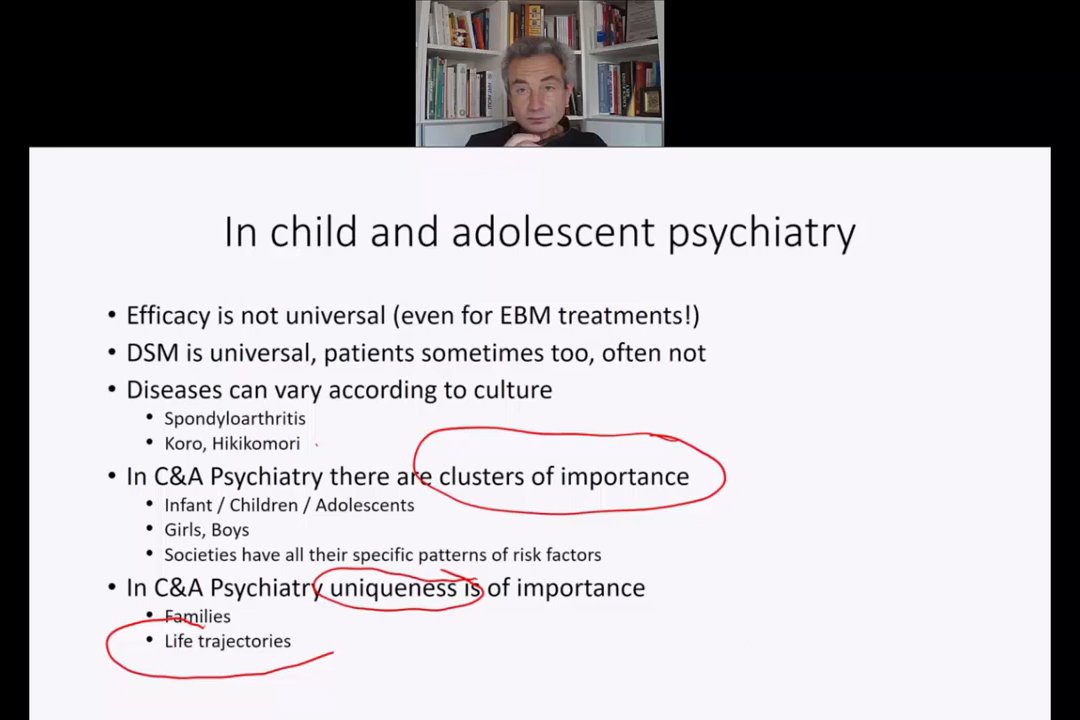 In child and adolescent psychiatry
• Efficacy is not universal (even for EBM treatments!)
• DSM is universal, patients sometimes too, often not
• Diseases can vary according to culture
• Spondyloarthritis
• Koro, Hikikomori
• In C&A Psychiatry there are clusters of importance
• Infant / Children / Adolescents
• Girls, Boys
• Societies have all their specific patterns of risk factors
• In C&A Psychiatry uniqueness is of importance
• Families
• Life trajectories